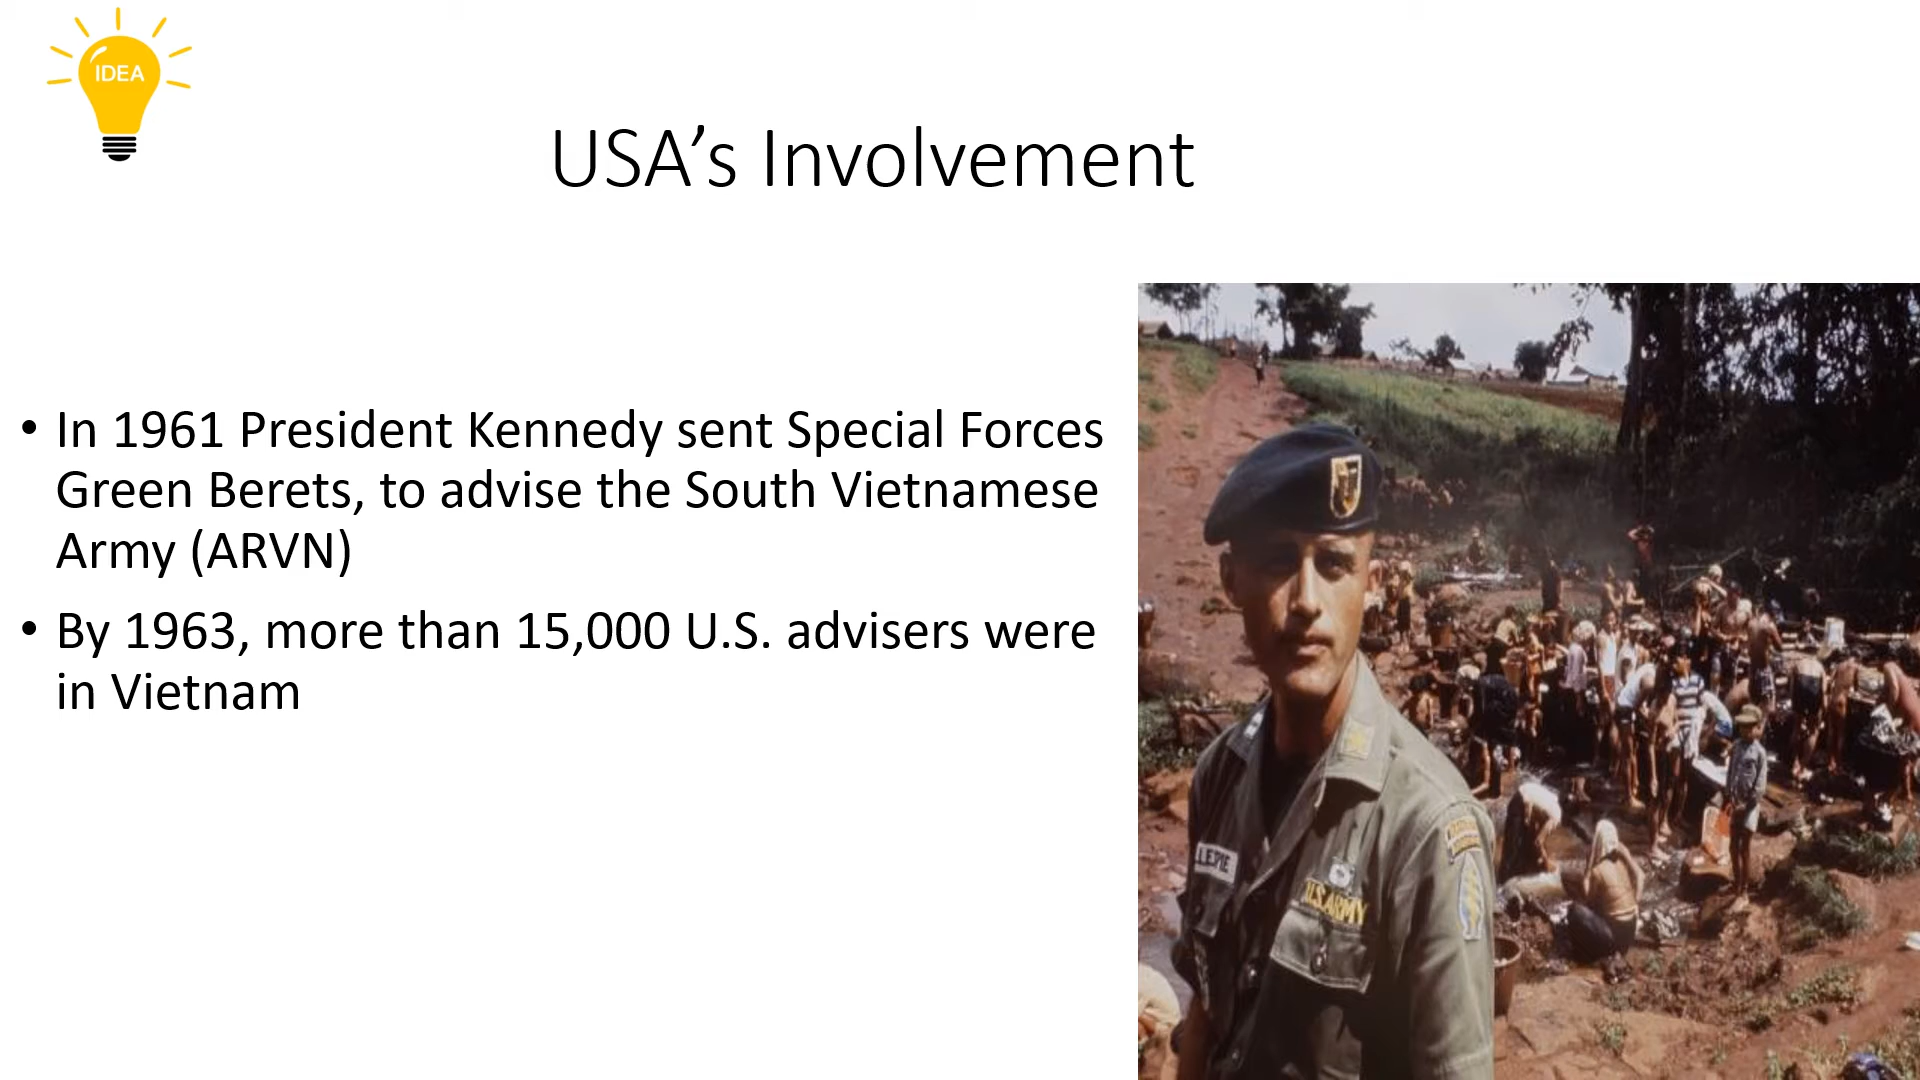 IDEA
USA’s Involvement
• In 1961 President Kennedy sent Special Forces
Green Berets, to advise the South Vietnamese
Army (ARVN)
• By 1963, more than 15,000 U.S. advisers were
in Vietnam
U.S.ARMY